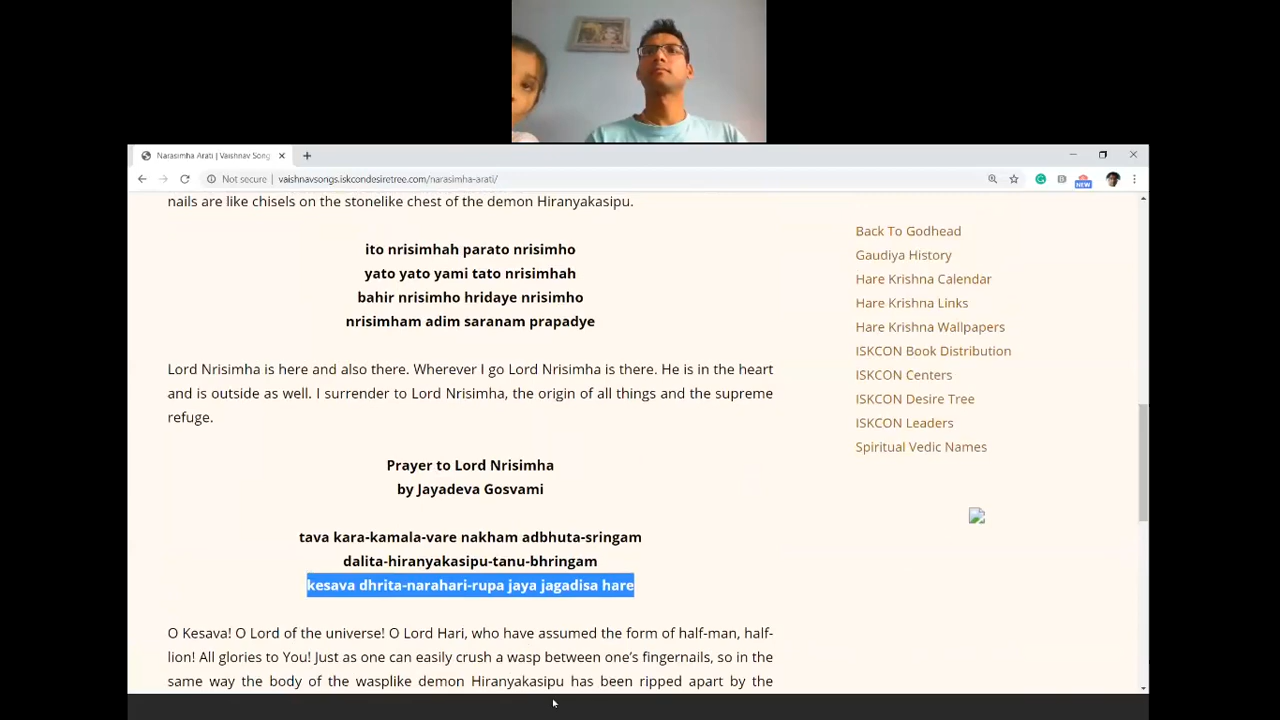 Narasimha Arati | Vaishnav Song
Not secure | vaishnavsongs.iskcondesiretree.com/narasimha-arati/
NEW
nails are like chisels on the stonelike chest of the demon Hiranyakasipu.
ito nrisimhah parato nrisimho
yato yato yami tato nrisimhah
bahir nrisimho hridaye nrisimho
nrisimham adim saranam prapadye
Lord Nrisimha is here and also there. Wherever I go Lord Nrisimha is there. He is in the heart
and is outside as well. I surrender to Lord Nrisimha, the origin of all things and the supreme
refuge.
Prayer to Lord Nrisimha
by Jayadeva Gosvami
tava kara-kamala-vare nakham adbhuta-sringam
dalita-hiranyakasipu-tanu-bhringam
kesava dhrita-narahari-rupa jaya jagadisa hare
O Kesava! O Lord of the universe! O Lord Hari, who have assumed the form of half-man, half-
lion! All glories to You! Just as one can easily crush a wasp between one's fingernails, so in the
same way the body of the wasplike demon Hiranyakasipu has been ripped apart by the
Back To Godhead
Gaudiya History
Hare Krishna Calendar
Hare Krishna Links
Hare Krishna Wallpapers
ISKCON Book Distribution
ISKCON Centers
ISKCON Desire Tree
ISKCON Leaders
Spiritual Vedic Names